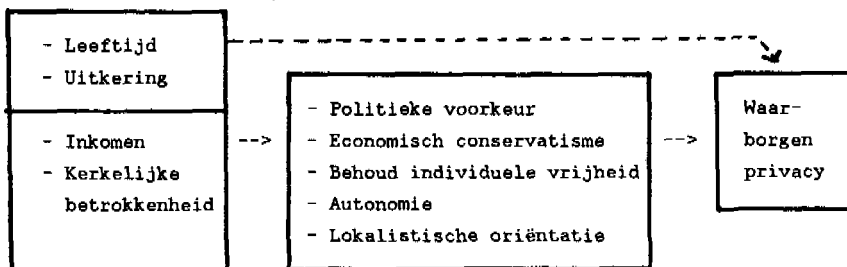 - Leeftijd
- Uitkering
- Inkomen
- Kerkelijke
betrokkenheid
-->
- Politieke voorkeur
- Economisch conservatisme
- Behoud individuele vrijheid
- Autonomie
- Lokalistische oriëntatie
-->
Waar-
borgen
privacy